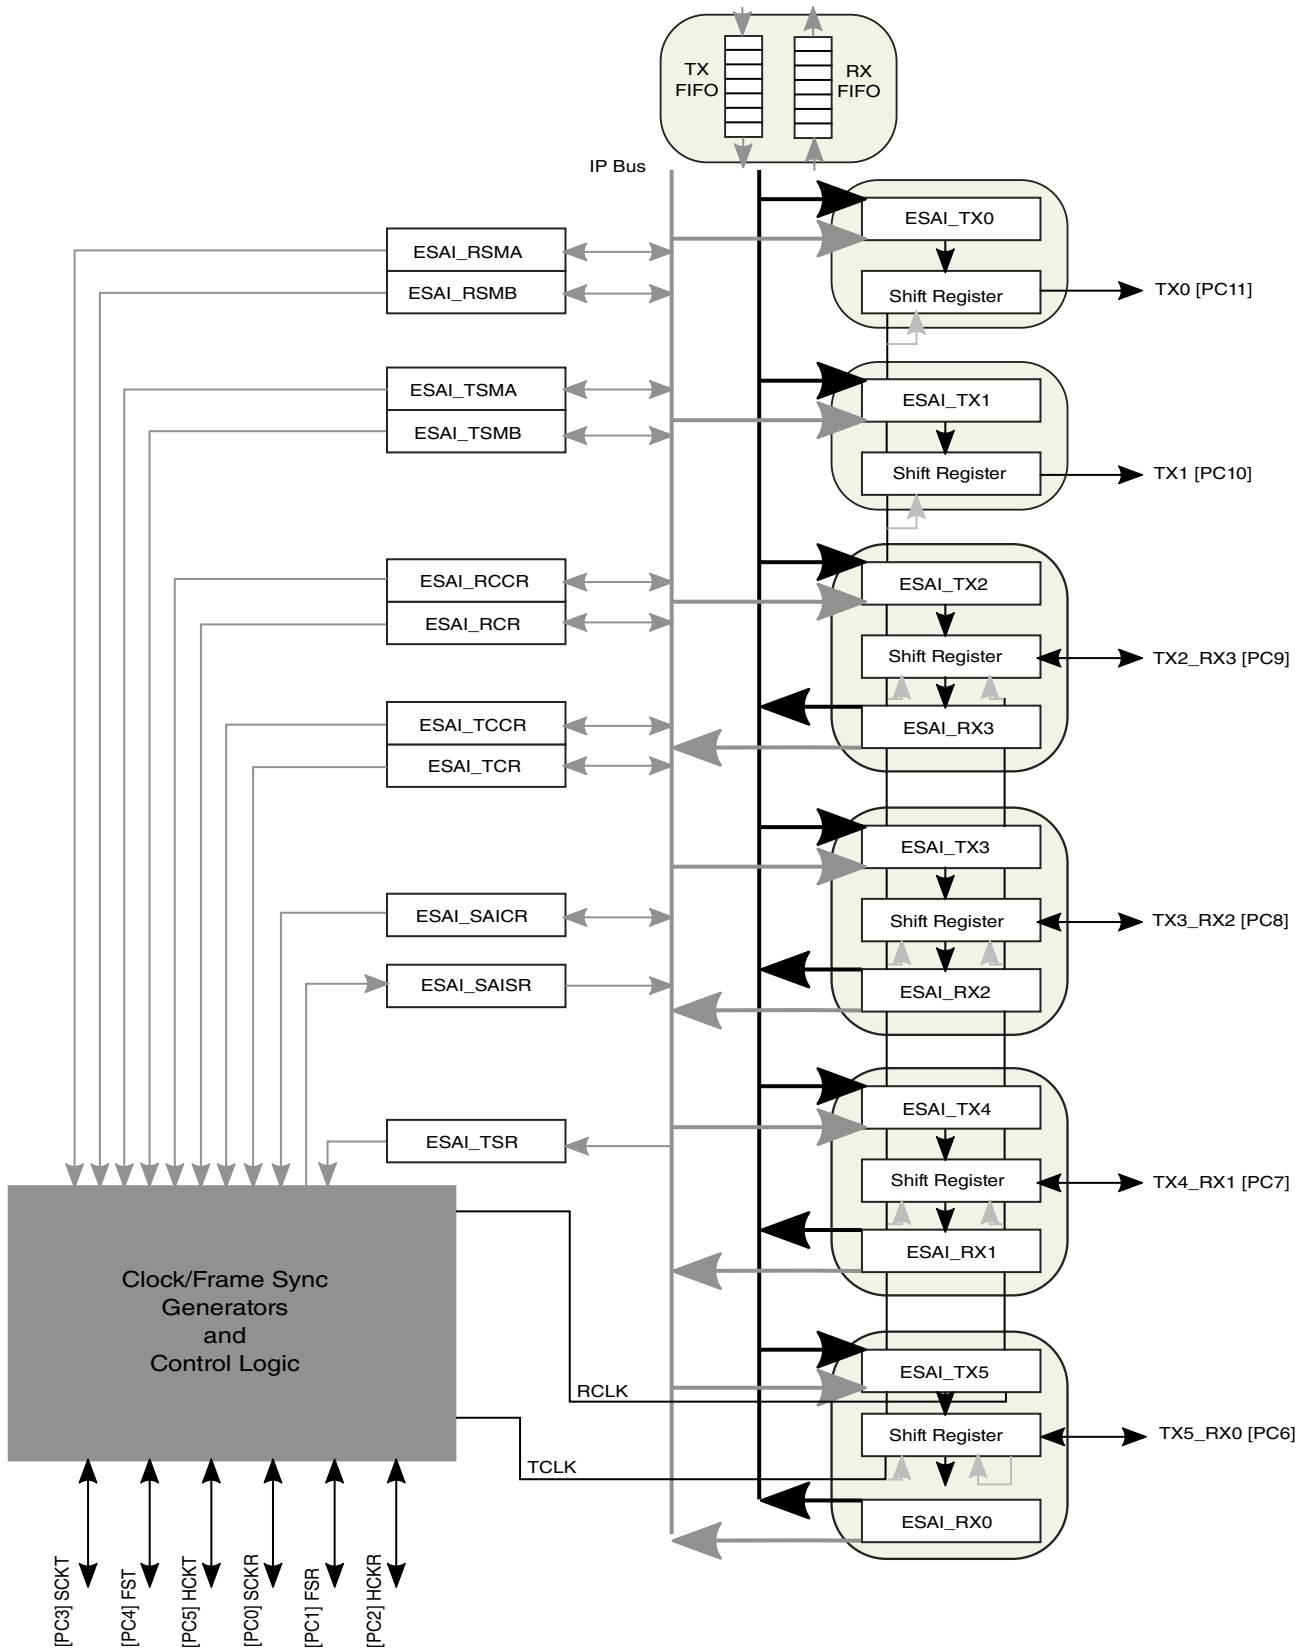 TX
FIFO
RX
FIFO
IP Bus
ESAI_RSMA
ESAI_RSMB
ESAI_TSMA
ESAI_TSMB
ESAI_RCCR
ESAI_RCR
ESAI_TCCR
ESAI_TCR
ESAI_SAICR
ESAI_SAISR
ESAI_TSR
ESAI_TX0
Shift Register
TX0 [PC11]
ESAI_TX1
Shift Register
TX1 [PC10]
ESAI_TX2
Shift Register
TX2_RX3 [PC9]
ESAI_RX3
ESAI_TX3
Shift Register
TX3_RX2 [PC8]
ESAI_RX2
ESAI_TX4
Shift Register
TX4_RX1 [PC7]
ESAI_RX1
ESAI_TX5
Shift Register
TX5_RX0 [PC6]
ESAI_RX0
Clock/Frame Sync
Generators
and
Control Logic
RCLK
TCLK
[PC3] SCKT
[PC4] FST
[PC5] HCKT
[PC0] SCKR
[PC1] FSR
[PC2] HCKR